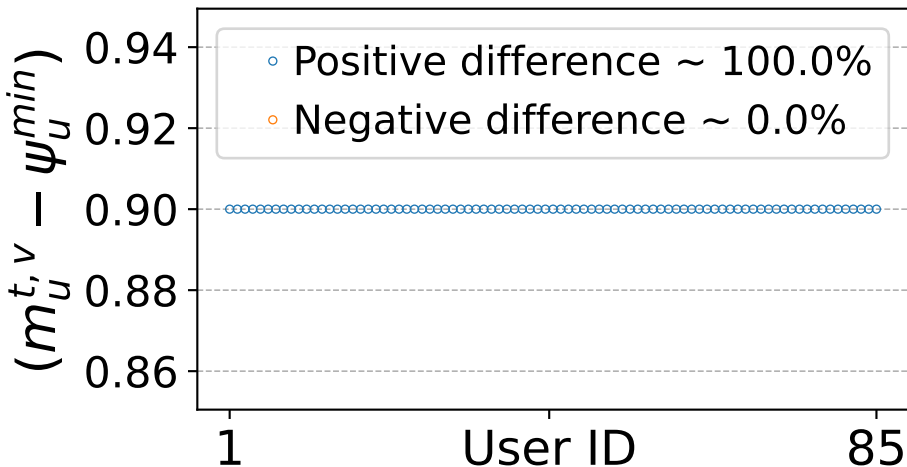 (m_u^{t,v} − ψ_u^{min})
0.94
0.92
0.90
0.88
0.86
Positive difference ~ 100.0%
Negative difference ~ 0.0%
1 User ID 85